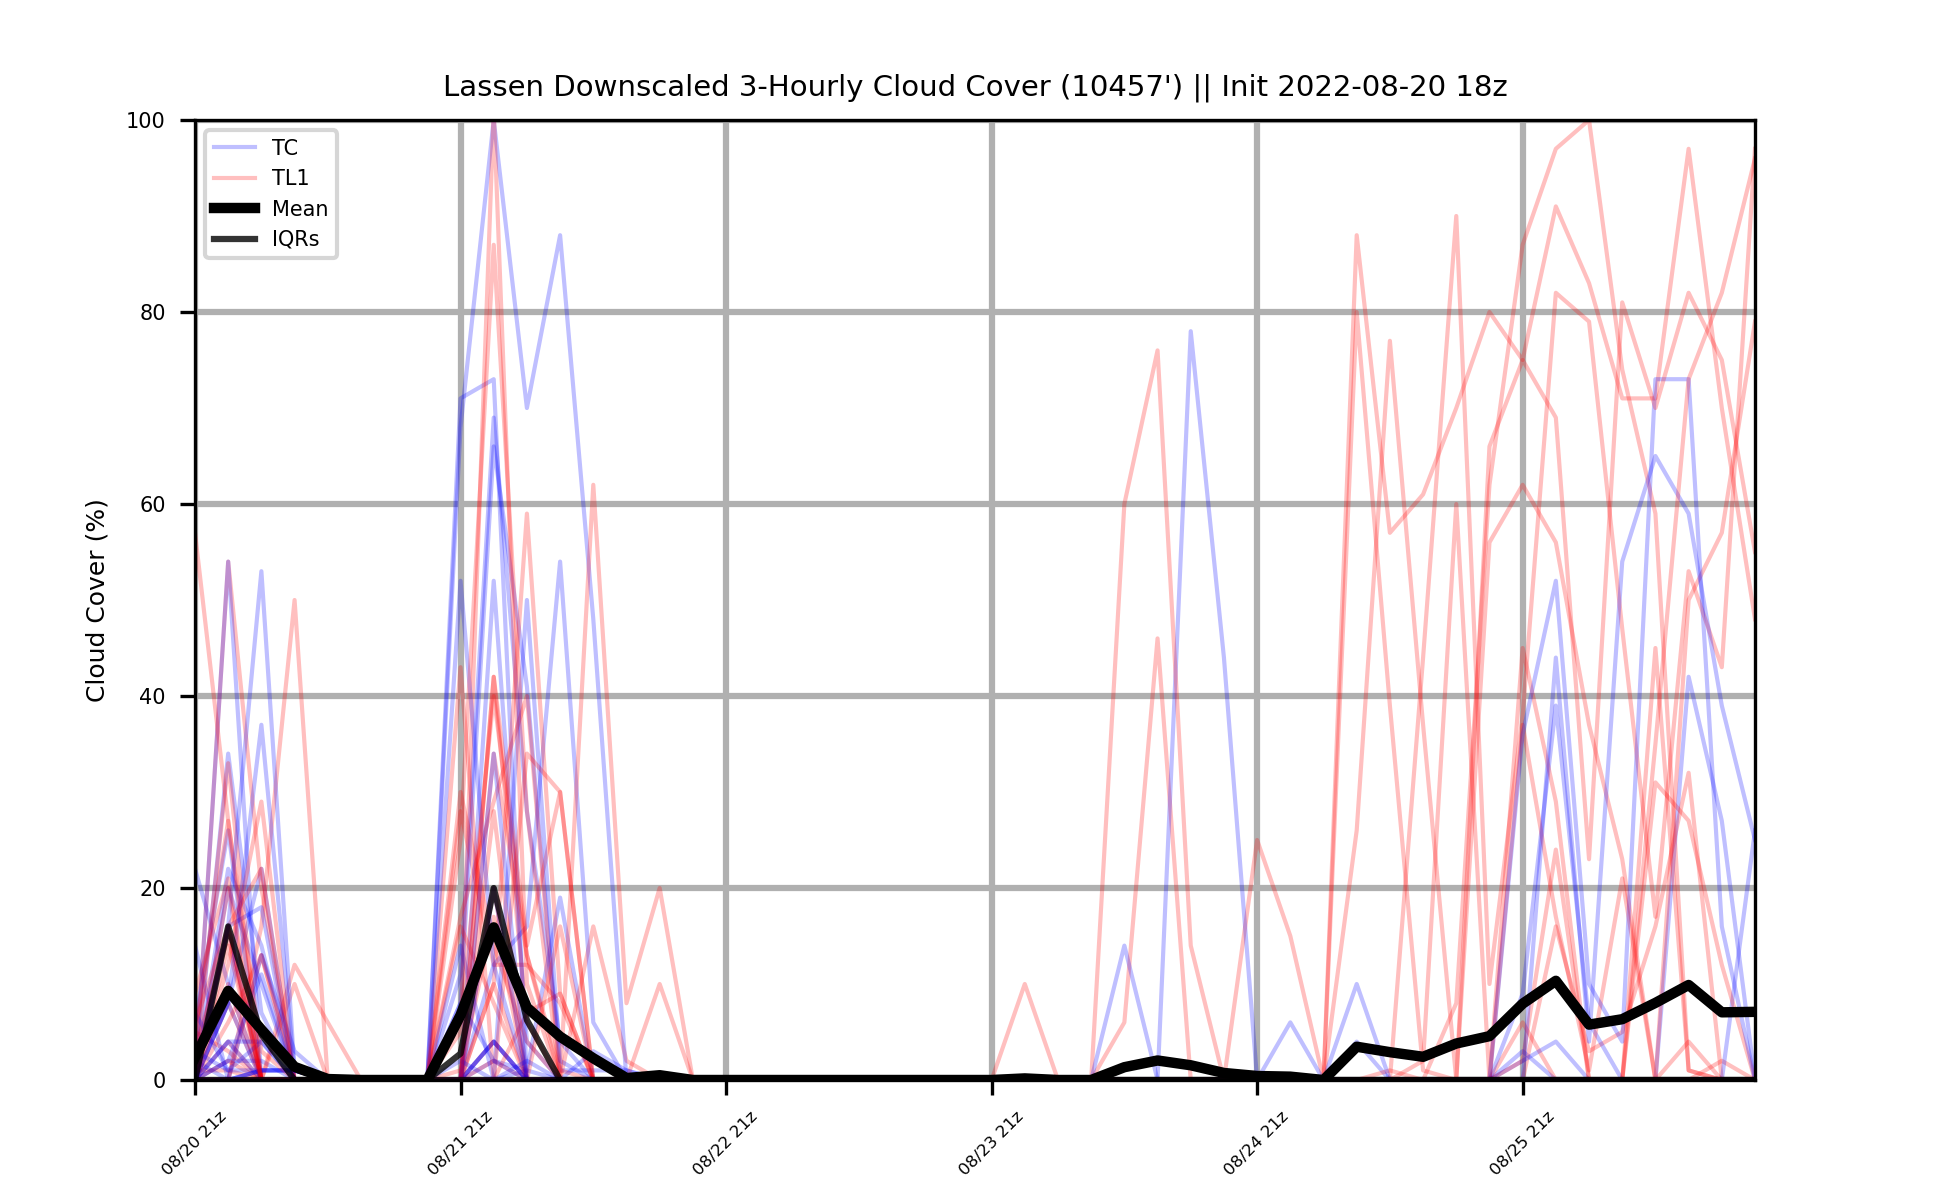 Lassen Downscaled 3-Hourly Cloud Cover (10457') || Init 2022-08-20 18z
100
80
60
40
20
0
Cloud Cover (%)
TC
TL1
Mean
IQRs
08/20 21z
08/21 21z
08/22 21z
08/23 21z
08/24 21z
08/25 21z